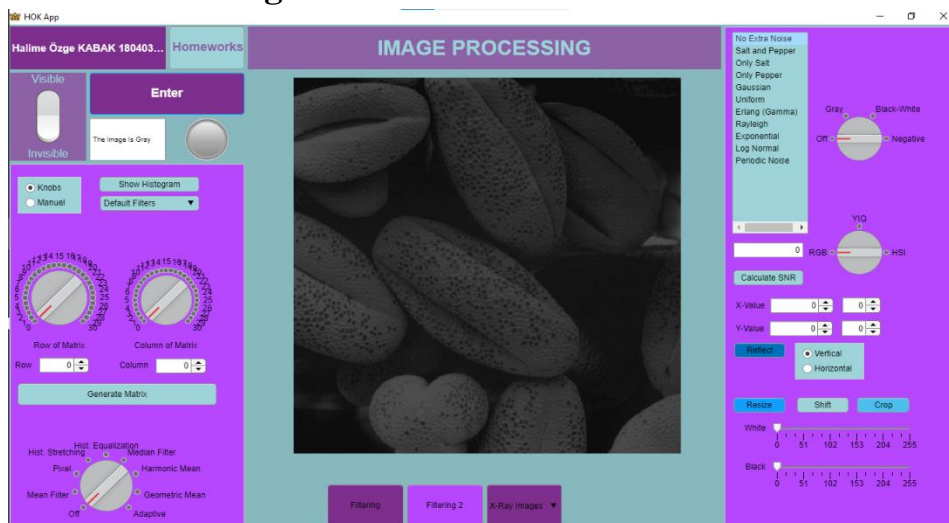 HOK App
Halime Özge KABAK 180403...
Homeworks
IMAGE PROCESSING
Visible
Invisible
Enter
The Image Is Gray
Knobs
Manuel
Show Histogram
Default Filters
Row of Matrix
Column of Matrix
Row 0
Column 0
Generate Matrix
Off
Mean Filter
Pixel
Hist. Stretching
Hist. Equalization
Median Filter
Harmonic Mean
Geometric Mean
Adaptive
Filtering
Filtering 2
X-Ray Images
No Extra Noise
Salt and Pepper
Only Salt
Only Pepper
Gaussian
Uniform
Erlang (Gamma)
Rayleigh
Exponential
Log Normal
Periodic Noise
Off
Gray
Black-White
Negative
0
RGB
YIQ
HSI
Calculate SNR
X-Value 0 0
Y-Value 0 0
Reflect
Vertical
Horizontal
Resize
Shift
Crop
White
0 51 102 153 204 255
Black
0 51 102 153 204 255